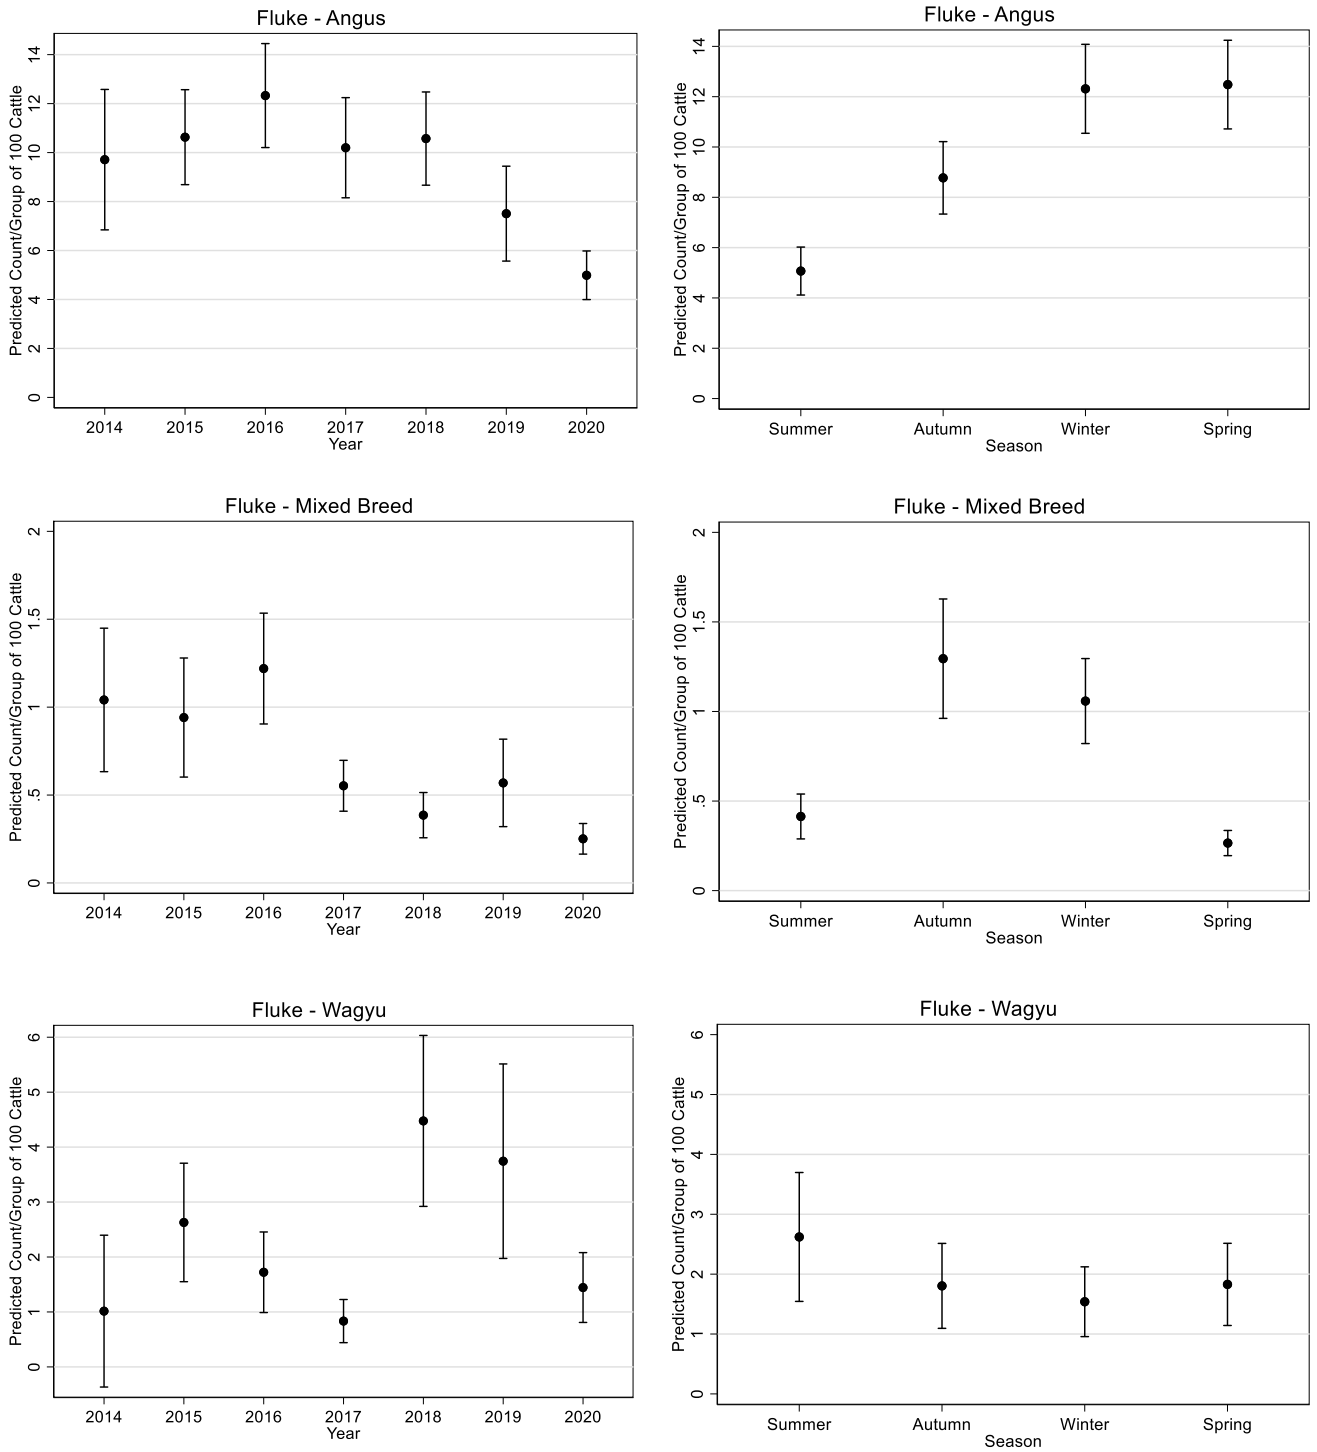 Fluke - Angus
Predicted Count/Group of 100 Cattle
14
12
10
8
6
4
2
0
2014 2015 2016 2017 2018 2019 2020
Year
Fluke - Angus
Predicted Count/Group of 100 Cattle
14
12
10
8
6
4
2
0
Summer Autumn Winter Spring
Season
Fluke - Mixed Breed
Predicted Count/Group of 100 Cattle
2
1.5
1
.5
0
2014 2015 2016 2017 2018 2019 2020
Year
Fluke - Mixed Breed
Predicted Count/Group of 100 Cattle
2
1.5
1
.5
0
Summer Autumn Winter Spring
Season
Fluke - Wagyu
Predicted Count/Group of 100 Cattle
6
5
4
3
2
1
0
2014 2015 2016 2017 2018 2019 2020
Year
Fluke - Wagyu
Predicted Count/Group of 100 Cattle
6
5
4
3
2
1
0
Summer Autumn Winter Spring
Season